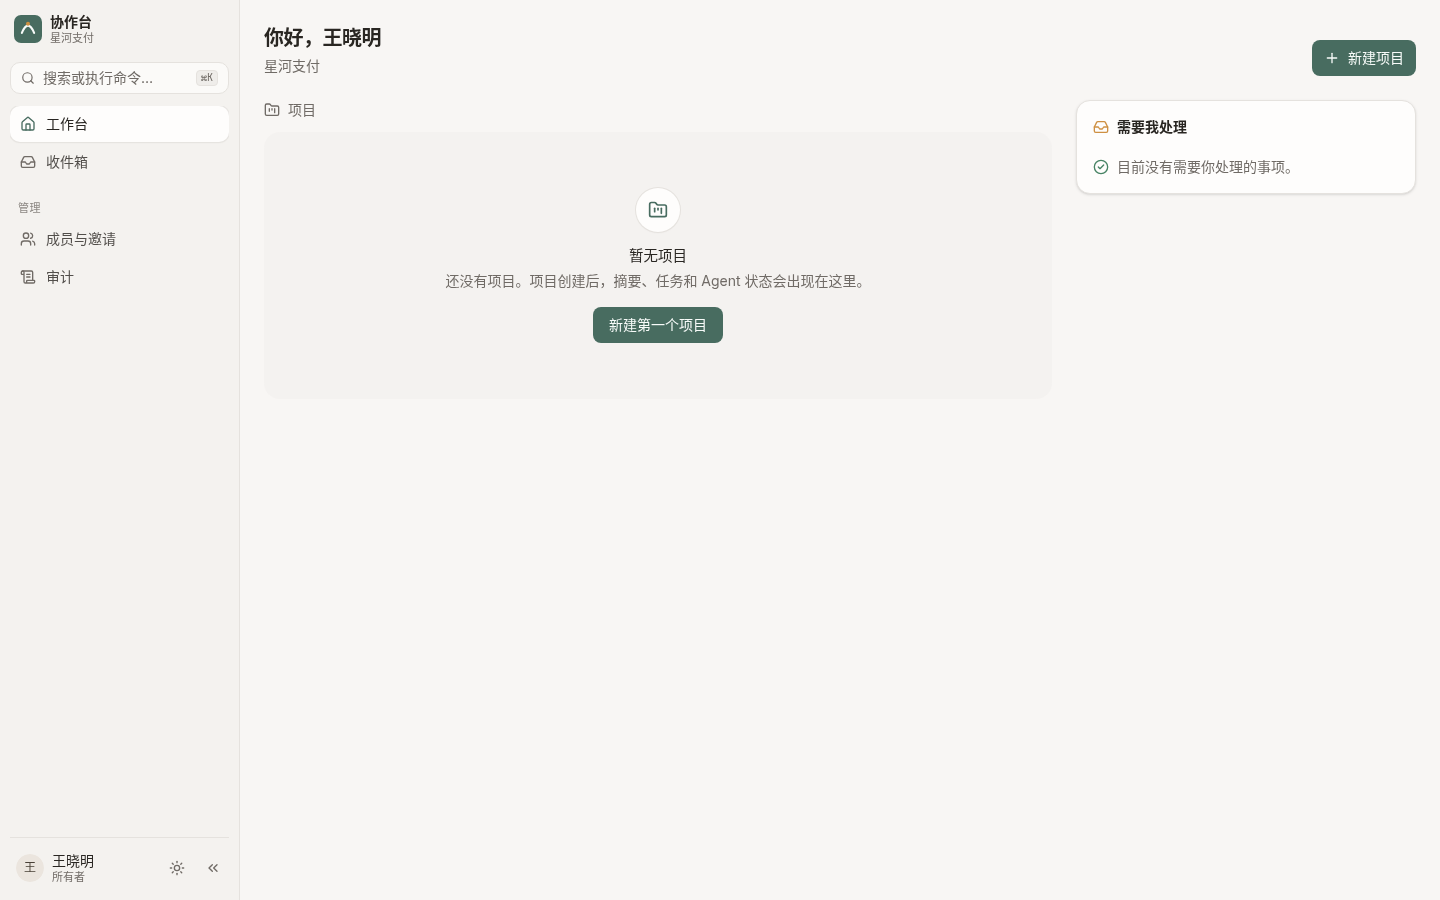 协作台
星河支付
搜索或执行命令...
⌘K
工作台
收件箱
管理
成员与邀请
审计
王
王晓明
所有者
你好，王晓明
星河支付
新建项目
项目
暂无项目
还没有项目。项目创建后，摘要、任务和 Agent 状态会出现在这里。
新建第一个项目
需要我处理
目前没有需要你处理的事项。